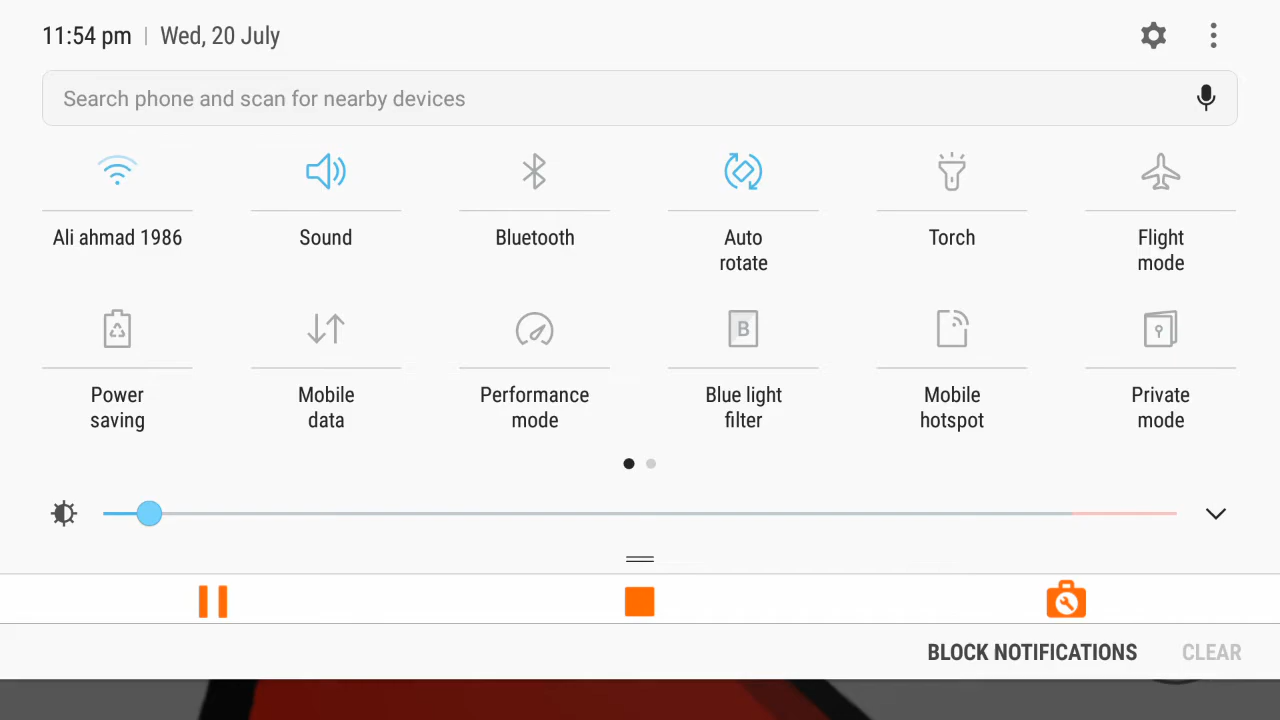 11:54 pm | Wed, 20 July
Search phone and scan for nearby devices
Ali ahmad 1986
Sound
Bluetooth
Auto
rotate
Torch
Flight
mode
Power
saving
Mobile
data
Performance
mode
B
Blue light
filter
Mobile
hotspot
Private
mode
BLOCK NOTIFICATIONS
CLEAR